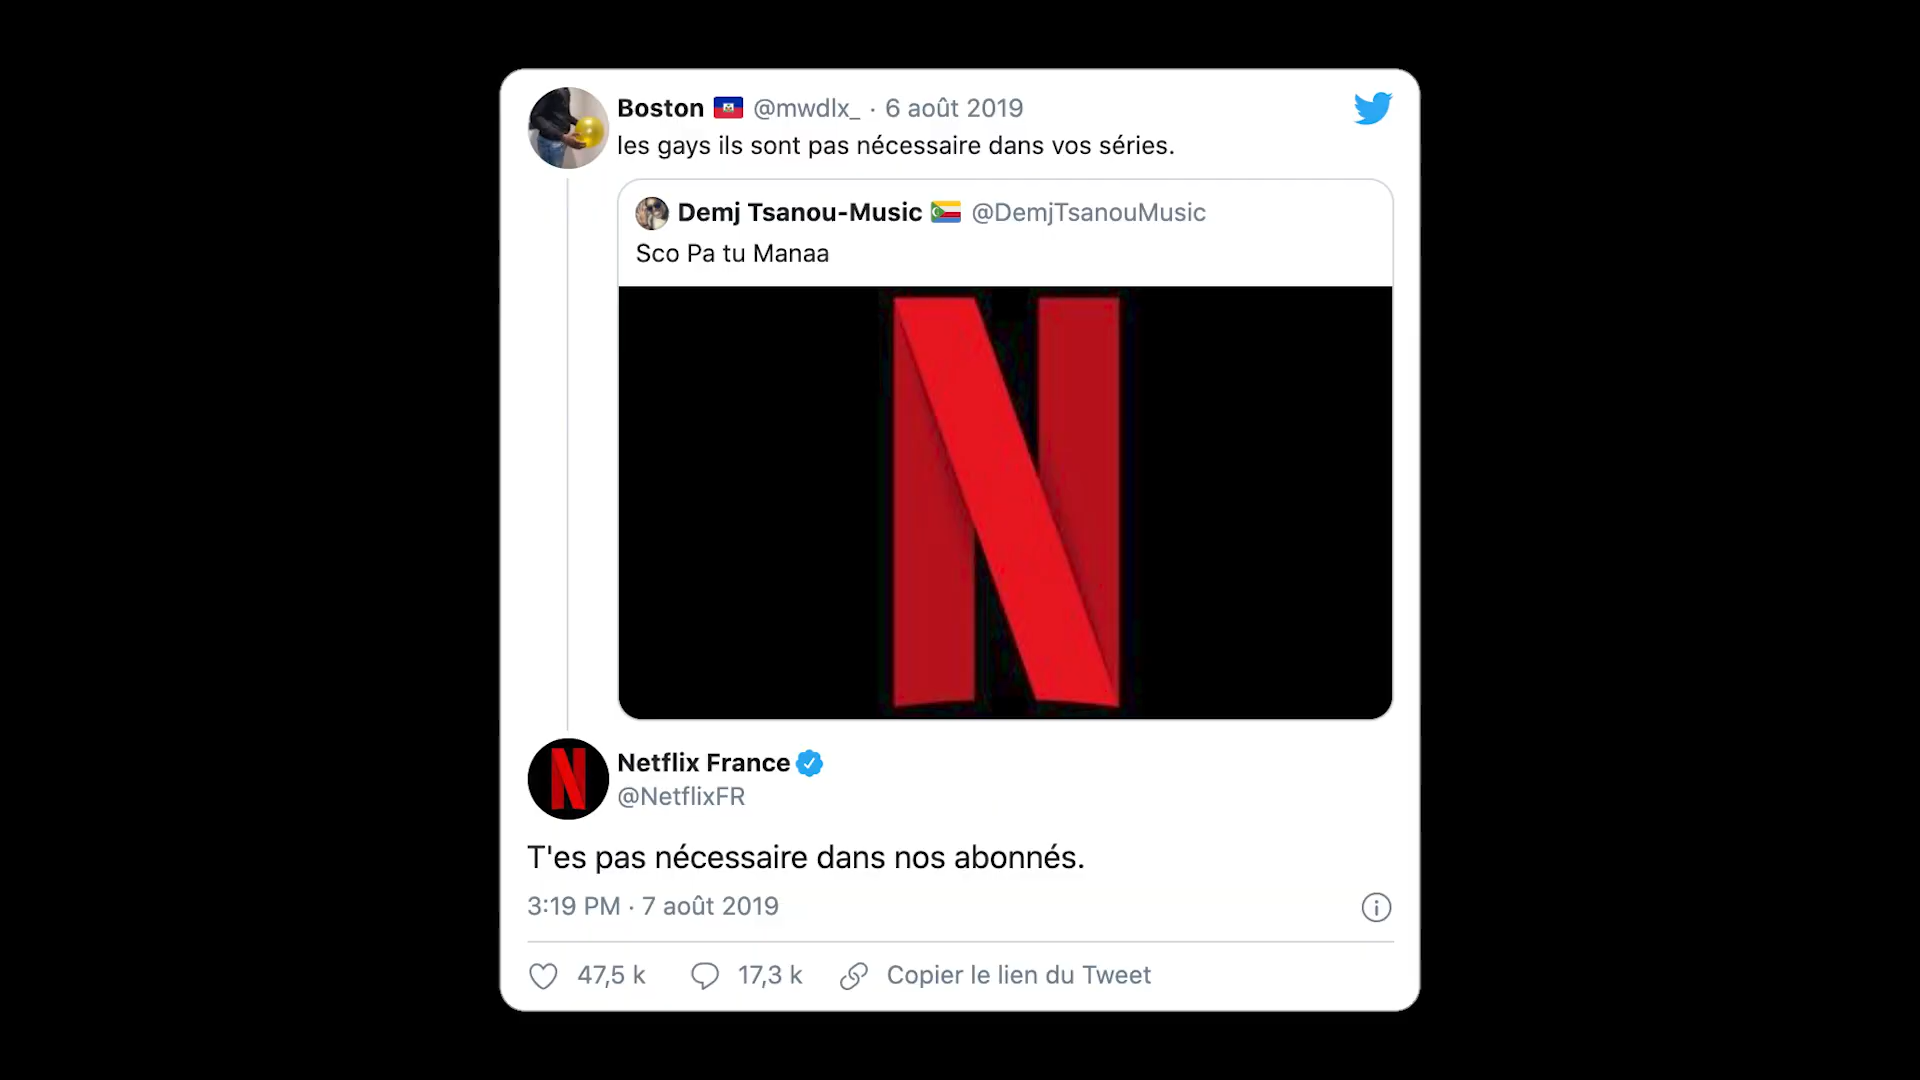 Boston 🇭🇹 @mwdlx_ · 6 août 2019
les gays ils sont pas nécessaire dans vos séries.
Demj Tsanou-Music 🇰🇲 @DemjTsanouMusic
Sco Pa tu Manaa
Netflix France
@NetflixFR
T'es pas nécessaire dans nos abonnés.
3:19 PM · 7 août 2019
47,5 k 17,3 k Copier le lien du Tweet